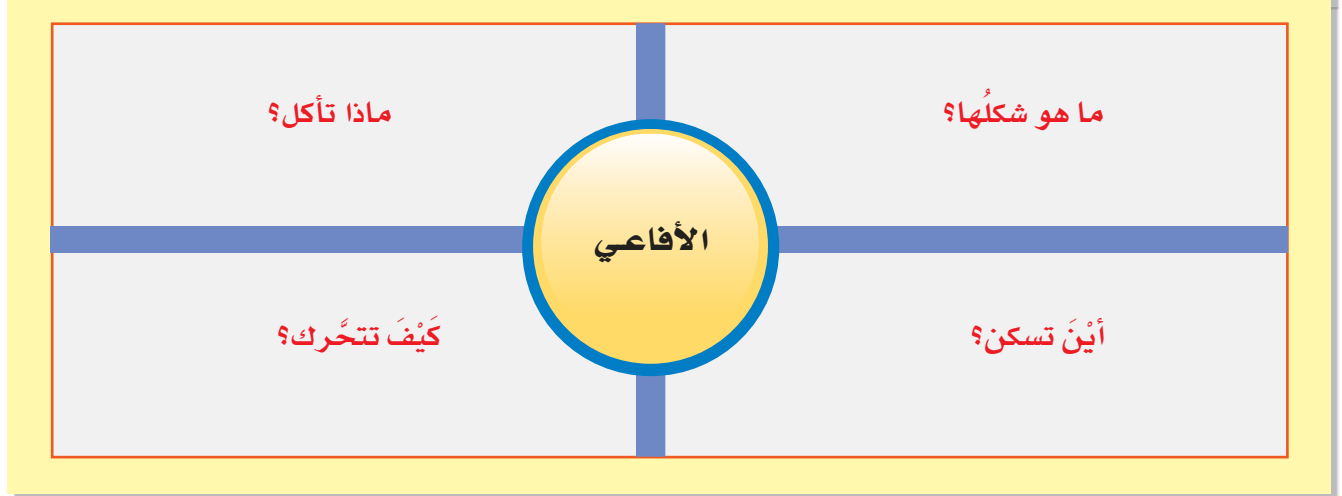 ما هو شكلُها؟
ماذا تأكل؟
الأفاعي
أيْنَ تسكن؟
كَيْفَ تتحَّرك؟